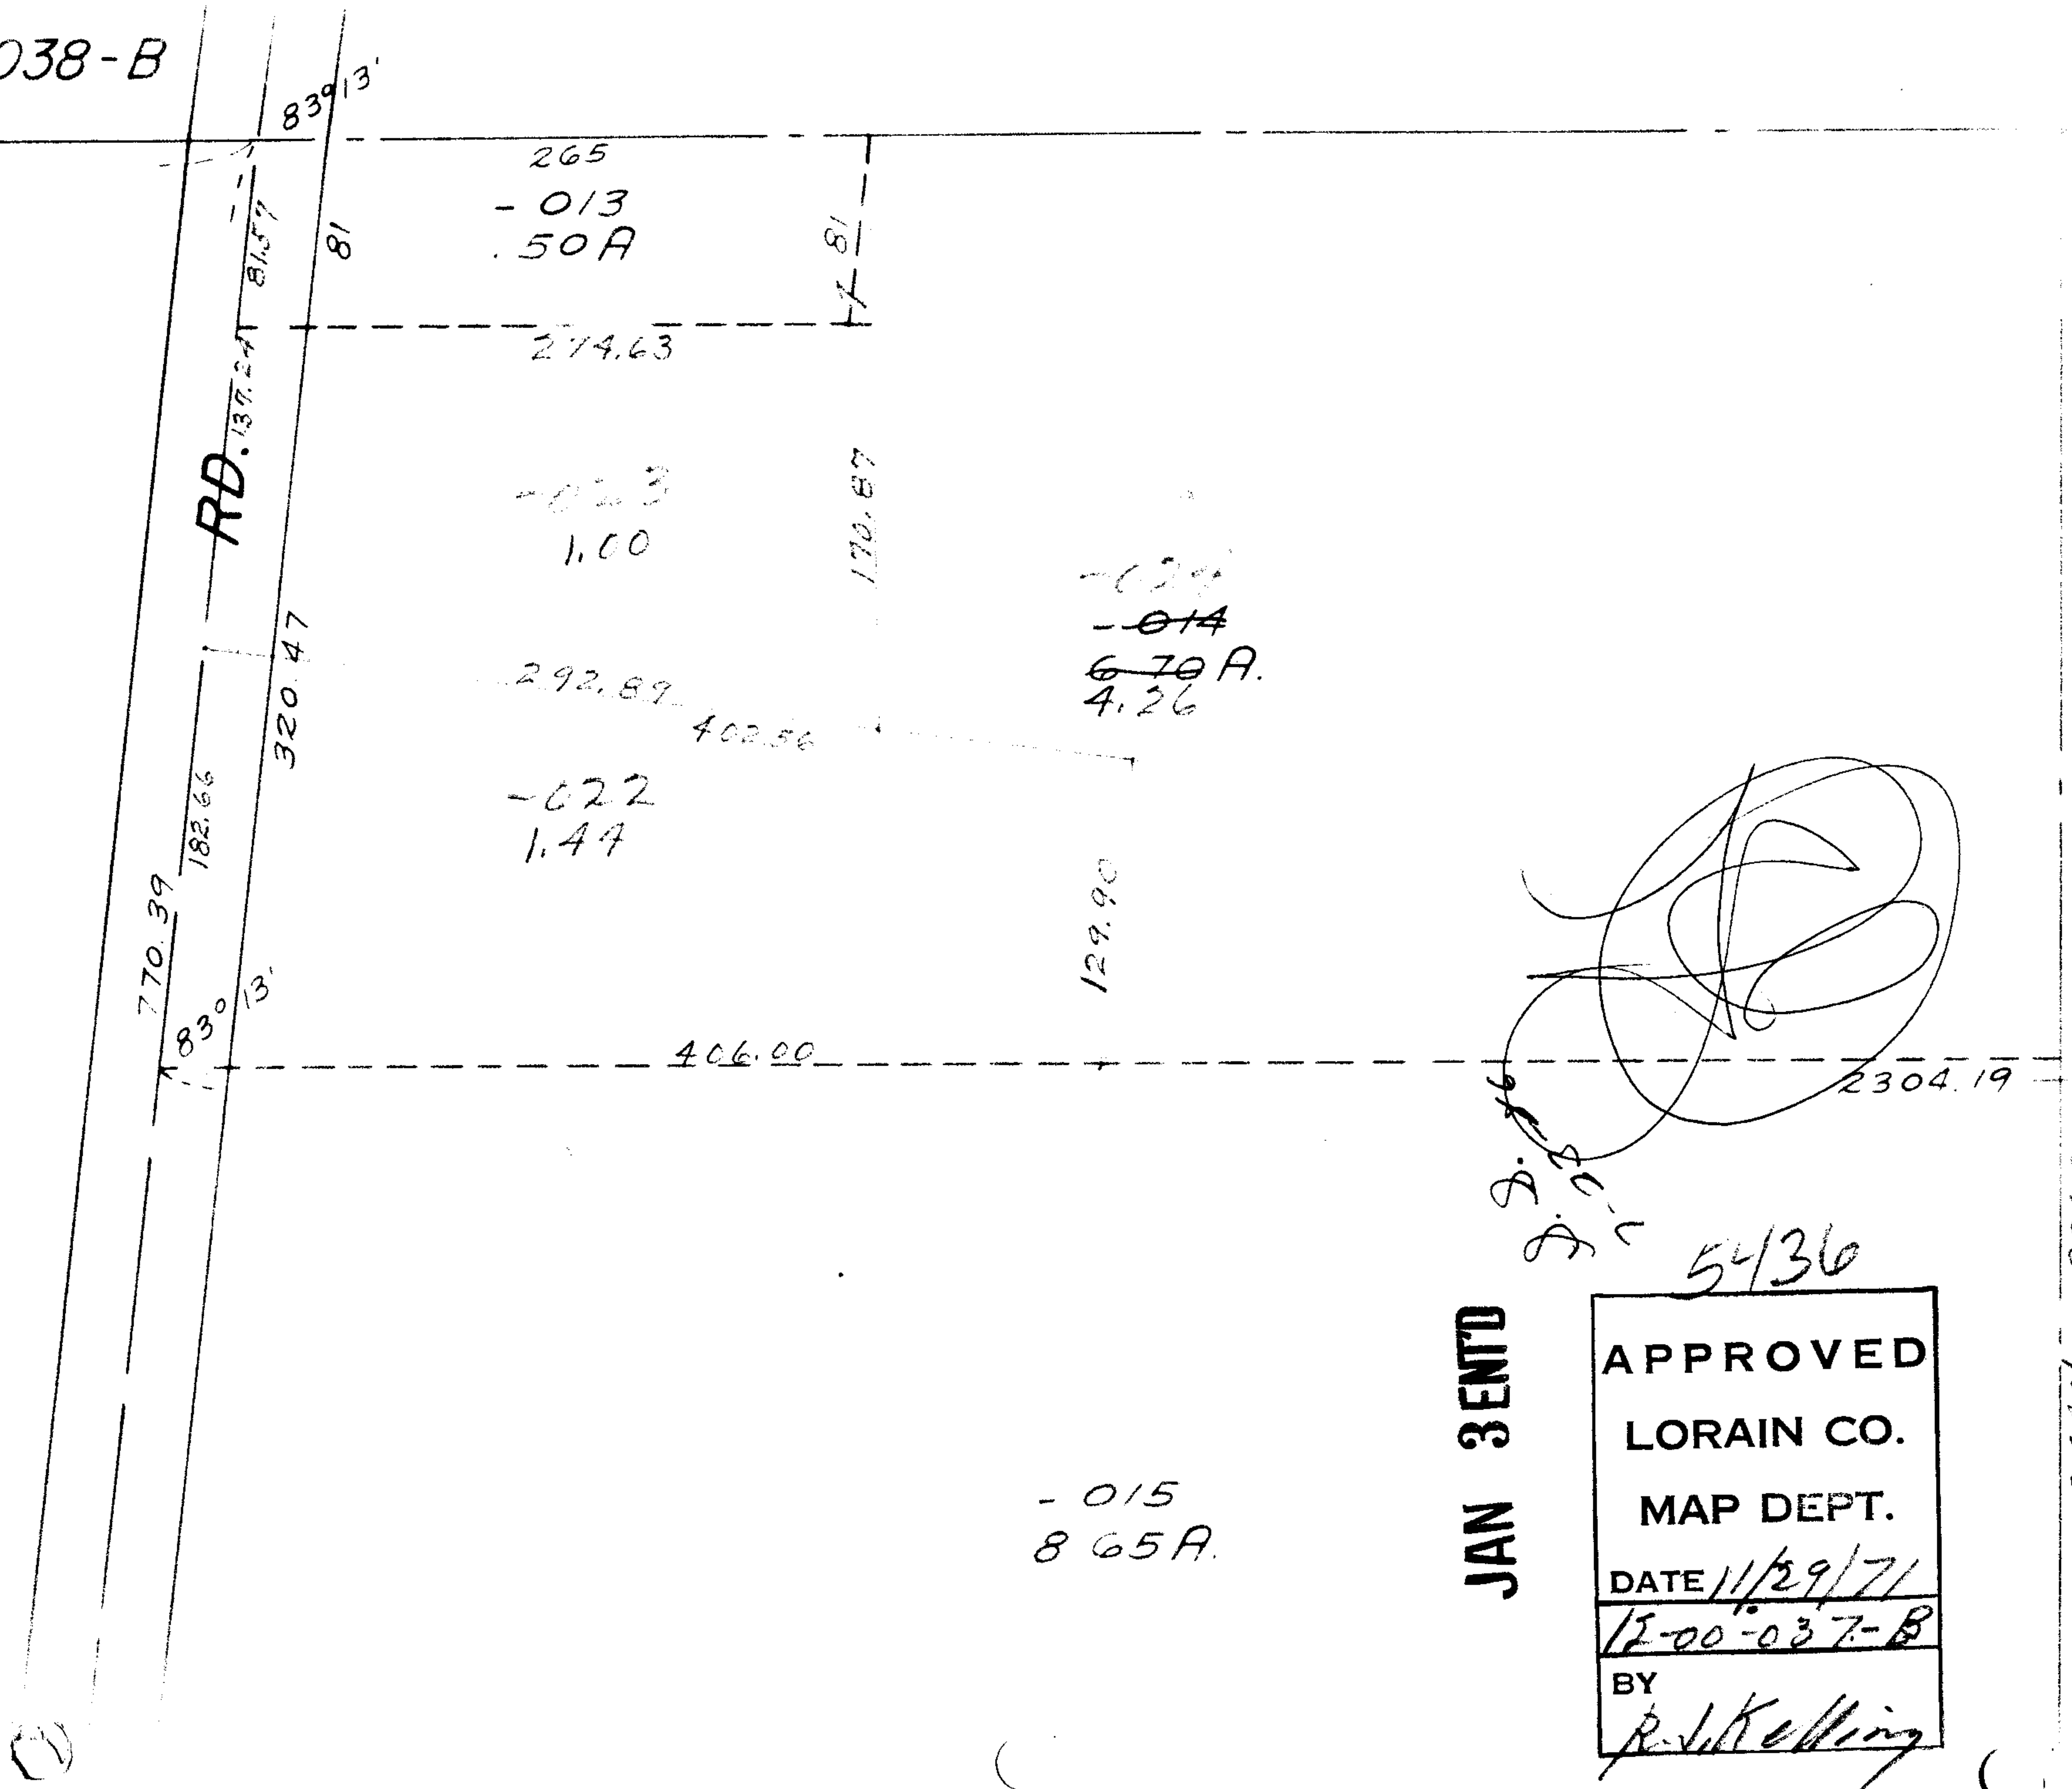 038-B
83°13'
265
- 013
.50A
81.57
81
81
274.63
137.24
RD.
170.87
1.00
-024
-014
6 70 A.
4.26
292.89
402.56
320.47
182.66
-022
1.44
129.90
770.39
83° 13'
406.00
2304.19
5436
JAN 3 ENT'D
APPROVED
LORAIN CO.
MAP DEPT.
DATE 11/29/71
12-00-037-B
BY
R.J. Kelling
- 015
8 65A.